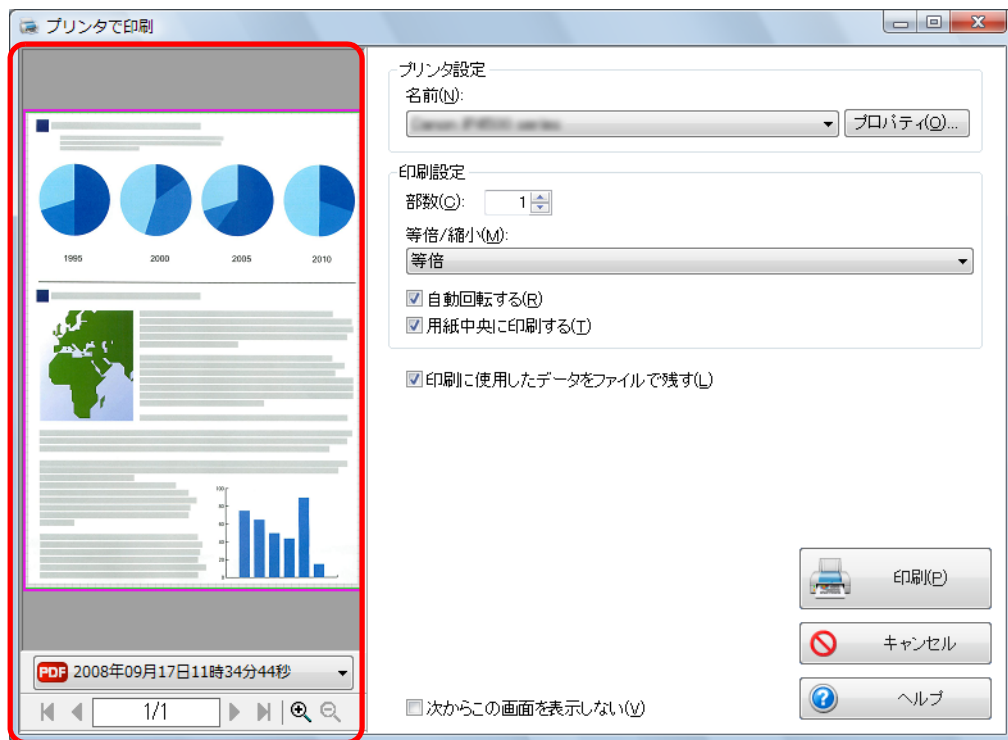 プリンタで印刷
プリンタ設定
名前(N):
プロパティ(O)...
印刷設定
部数(C): 1
等倍/縮小(M):
等倍
自動回転する(R)
用紙中央に印刷する(T)
印刷に使用したデータをファイルで残す(L)
1995 2000 2005 2010
100
80
60
40
20
0
PDF 2008年09月17日11時34分44秒
1/1
次からこの画面を表示しない(V)
印刷(P)
キャンセル
ヘルプ